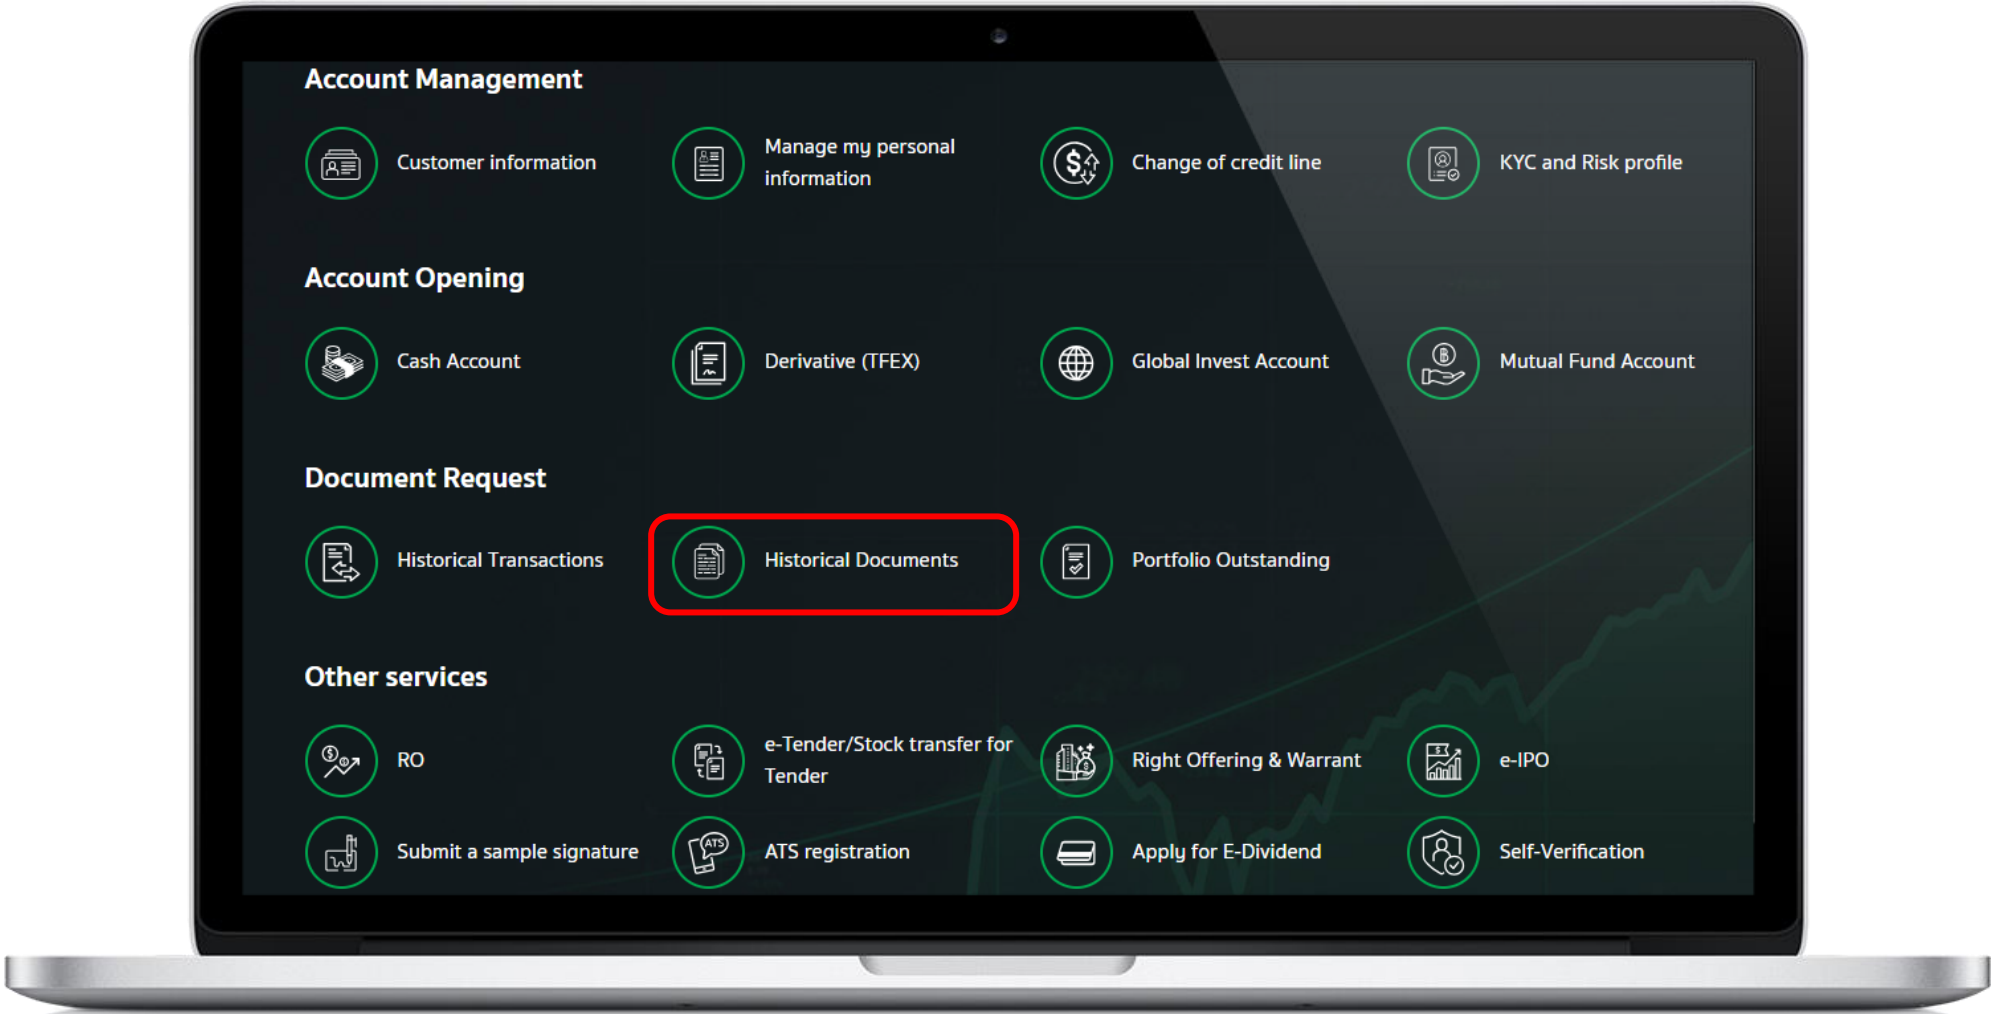 Account Management
Customer information
Manage my personal
information
Change of credit line
KYC and Risk profile
Account Opening
Cash Account
Derivative (TFEX)
Global Invest Account
Mutual Fund Account
Document Request
Historical Transactions
Historical Documents
Portfolio Outstanding
Other services
RO
e-Tender/Stock transfer for
Tender
Right Offering & Warrant
e-IPO
Submit a sample signature
ATS
ATS registration
Apply for E-Dividend
Self-Verification